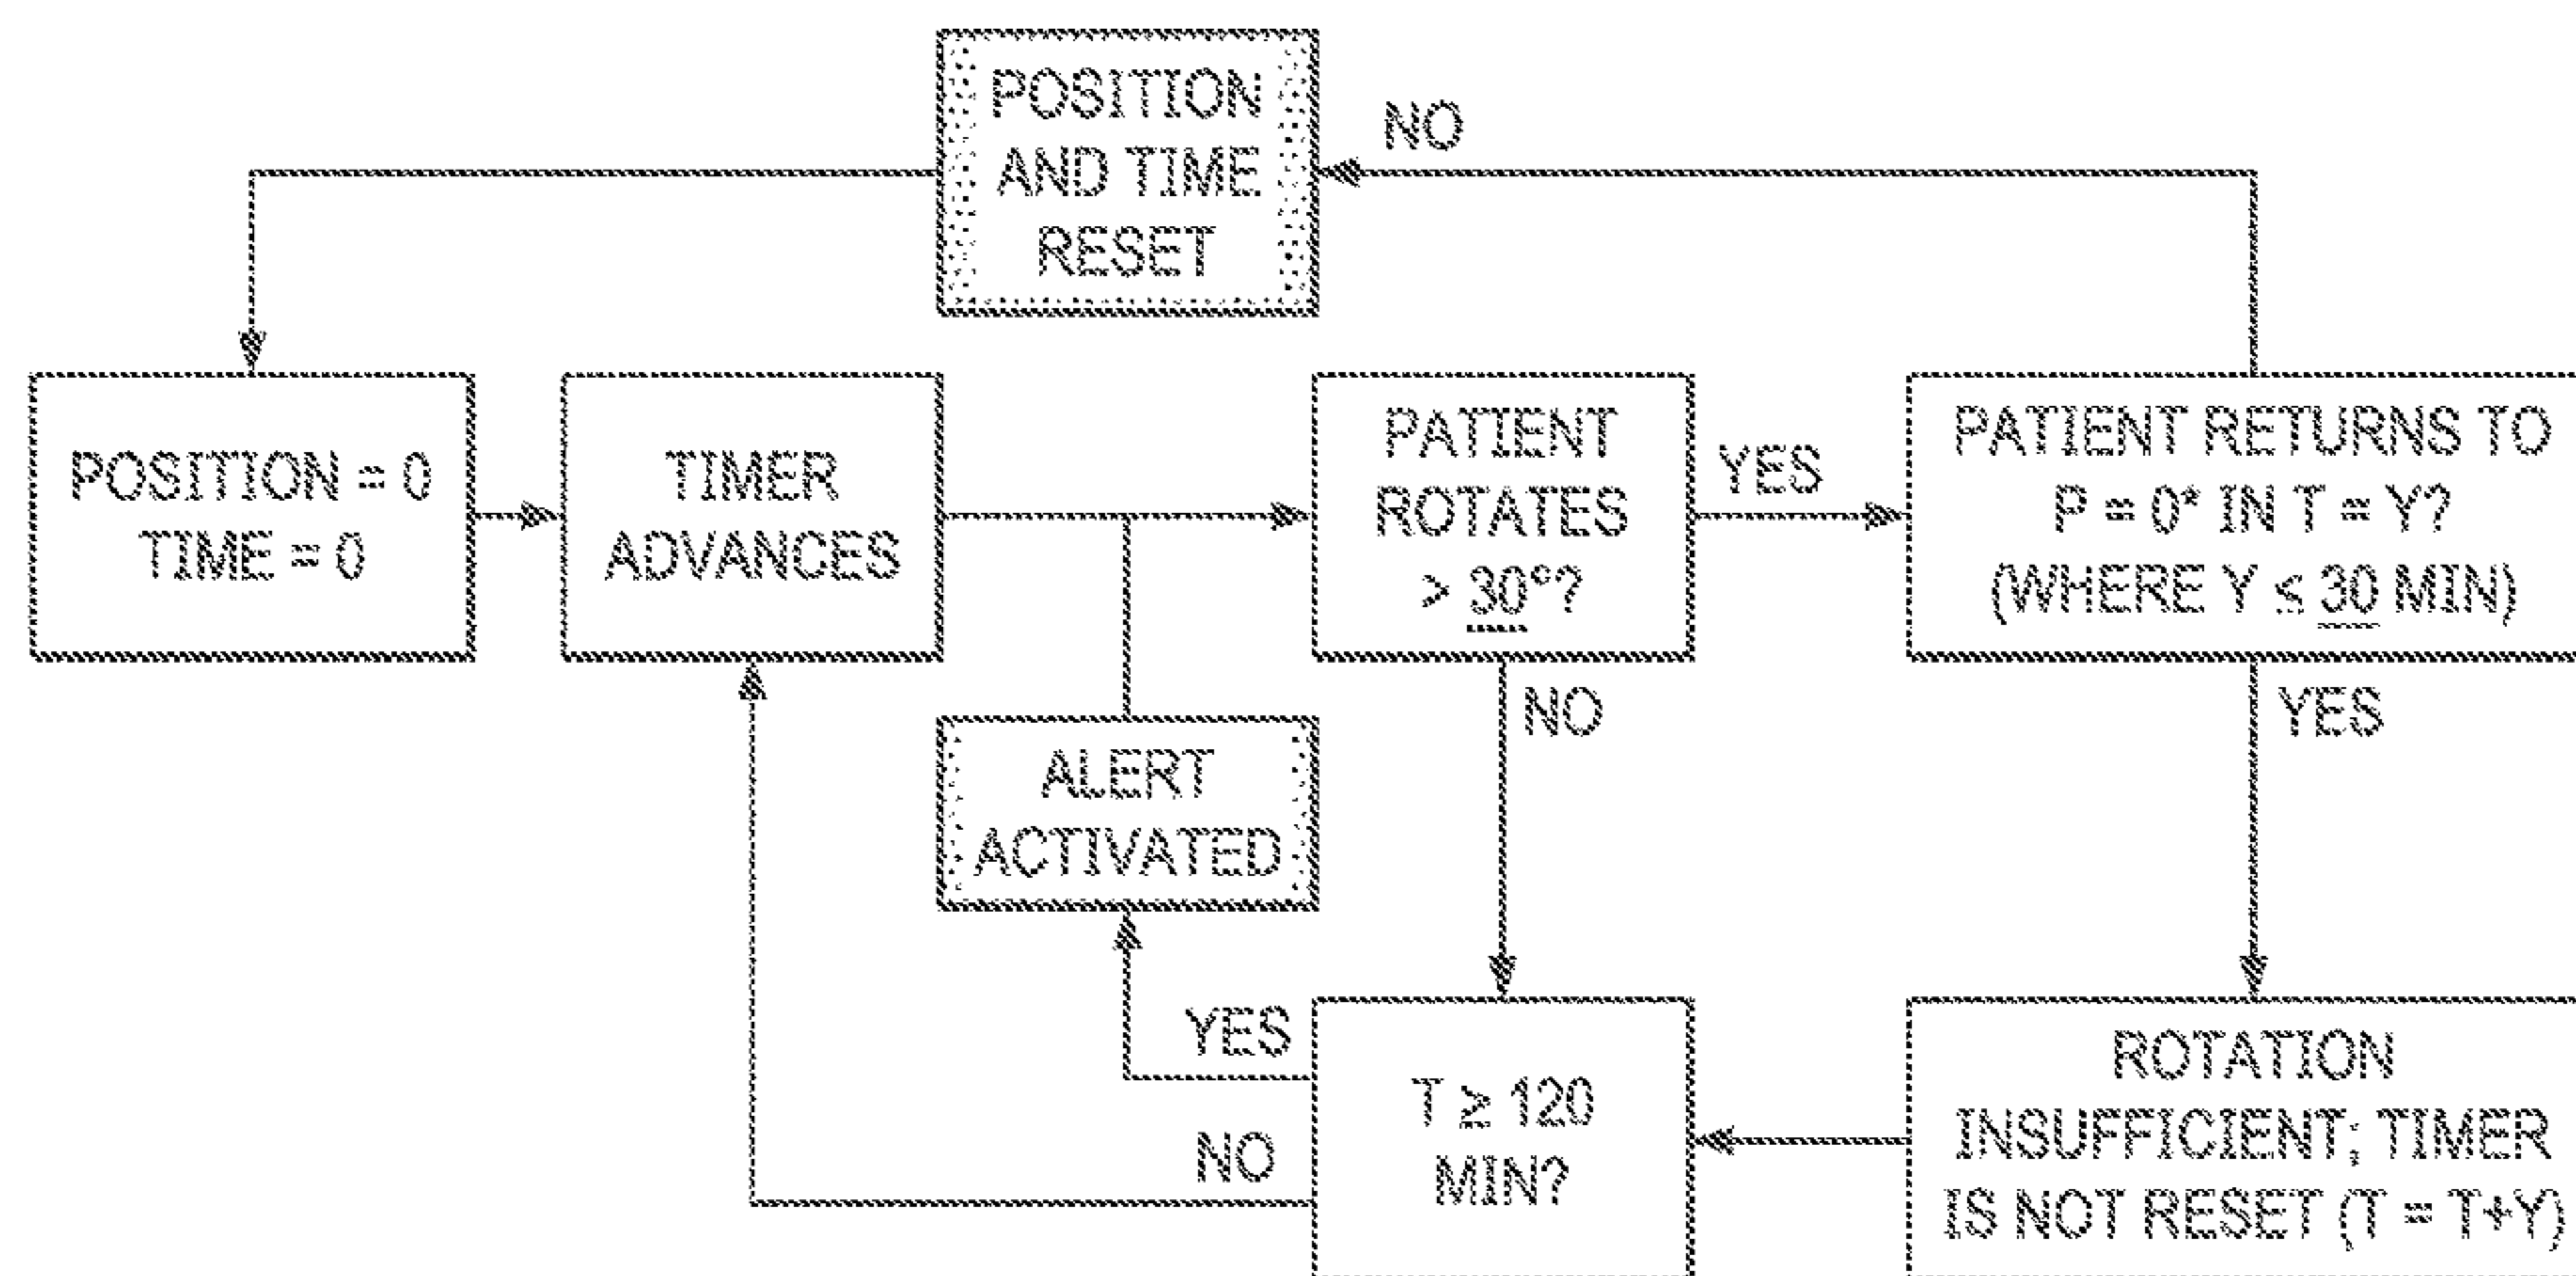 POSITION
AND TIME
RESET
NO
POSITION = 0
TIME = 0
TIMER
ADVANCES
PATIENT
ROTATES
> 30°?
YES
PATIENT RETURNS TO
P = 0* IN T = Y?
(WHERE Y ≤ 30 MIN)
NO
YES
ALERT
ACTIVATED
YES
NO
T ≥ 120
MIN?
ROTATION
INSUFFICIENT; TIMER
IS NOT RESET (T = T+Y)